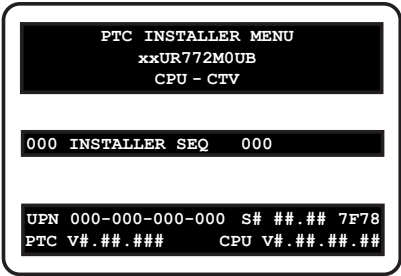 PTC INSTALLER MENU
xxUR772M0UB
CPU – CTV
000 INSTALLER SEQ 000
UPN 000-000-000-000 S# ##.## 7F78
PTC V#.##.### CPU V#.##.##.##